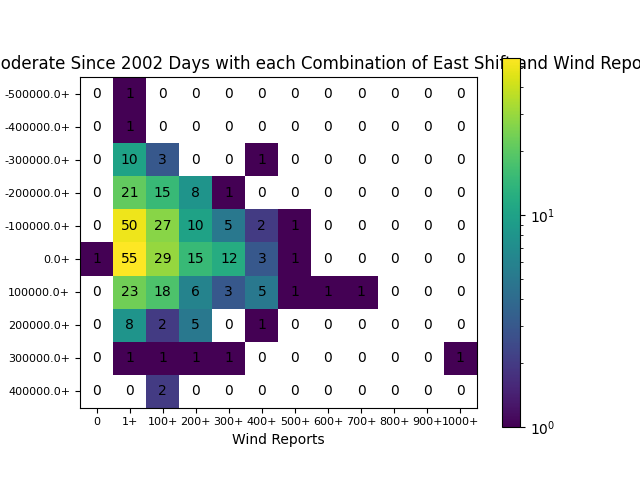 oderate Since 2002 Days with each Combination of East Shift and Wind Repo
-500000.0+ 0 1 0 0 0 0 0 0 0 0 0 0
-400000.0+ 0 1 0 0 0 0 0 0 0 0 0 0
-300000.0+ 0 10 3 0 0 1 0 0 0 0 0 0
-200000.0+ 0 21 15 8 1 0 0 0 0 0 0 0
-100000.0+ 0 50 27 10 5 2 1 0 0 0 0 0
0.0+ 1 55 29 15 12 3 1 0 0 0 0 0
100000.0+ 0 23 18 6 3 5 1 1 1 0 0 0
200000.0+ 0 8 2 5 0 1 0 0 0 0 0 0
300000.0+ 0 1 1 1 1 0 0 0 0 0 0 1
400000.0+ 0 0 2 0 0 0 0 0 0 0 0 0
0 1+ 100+ 200+ 300+ 400+ 500+ 600+ 700+ 800+ 900+ 1000+
Wind Reports
10¹
10⁰